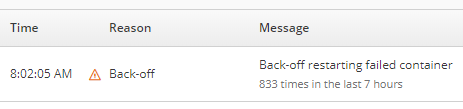 Time Reason Message
8:02:05 AM Back-off Back-off restarting failed container
833 times in the last 7 hours